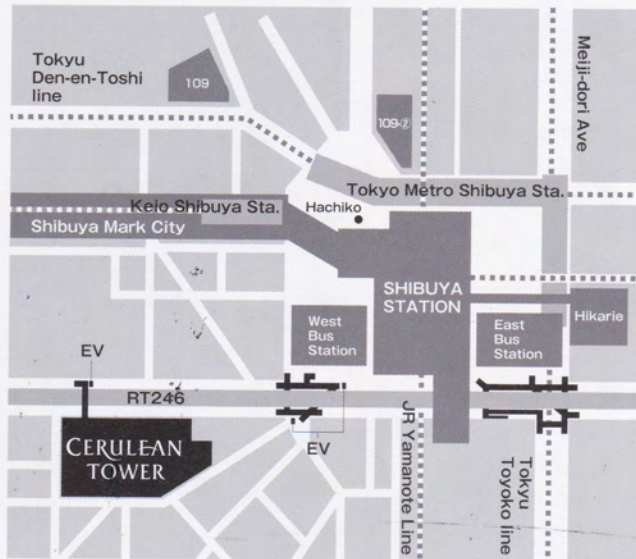 Tokyu
Den-en-Toshi
line
109
109-②
Meiji-dori Ave
Tokyo Metro Shibuya Sta.
Keio Shibuya Sta.
Hachiko
Shibuya Mark City
SHIBUYA
STATION
West
Bus
Station
East
Bus
Station
Hikarie
EV
RT246
CERULEAN
TOWER
EV
JR Yamanote Line
Tokyu
Toyoko line